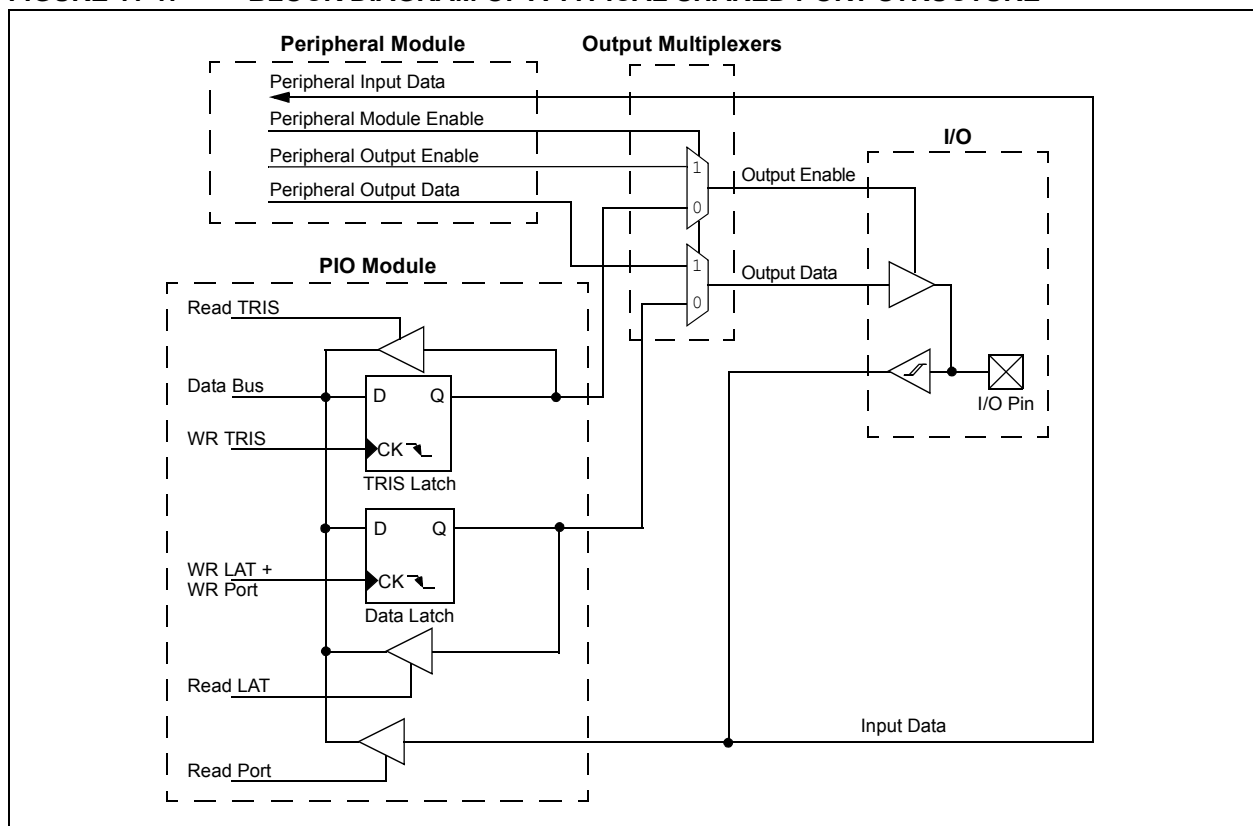 Peripheral Module
Output Multiplexers
Peripheral Input Data
Peripheral Module Enable
I/O
Peripheral Output Enable
1
Output Enable
Peripheral Output Data
0
PIO Module
1
Output Data
Read TRIS
0
Data Bus
D Q
I/O Pin
WR TRIS
CK
TRIS Latch
D Q
WR LAT +
WR Port
CK
Data Latch
Read LAT
Input Data
Read Port